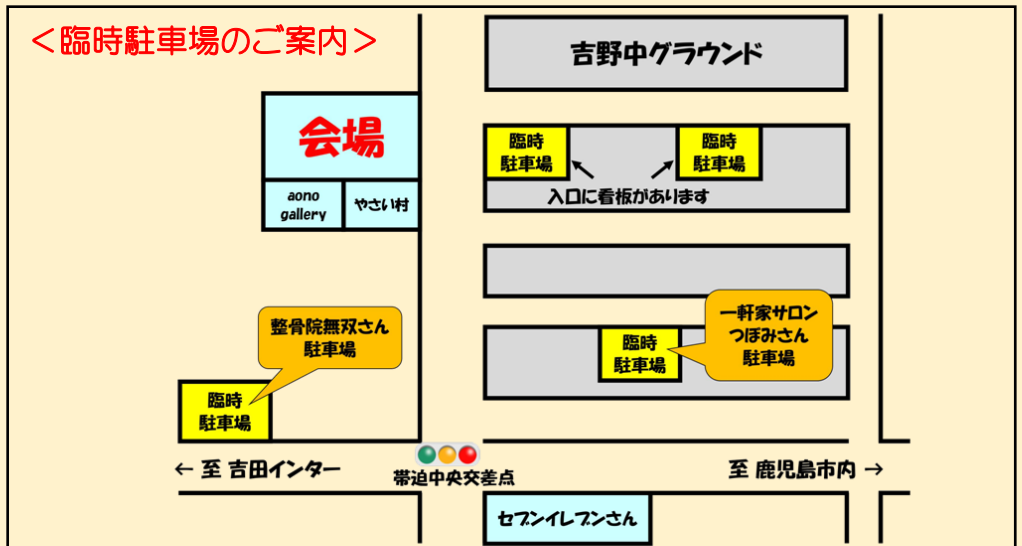 ＜臨時駐車場のご案内＞
吉野中グラウンド
会場
臨時
駐車場
臨時
駐車場
入口に看板があります
aono
gallery
やさい村
整骨院無双さん
駐車場
一軒家サロン
つぼみさん
駐車場
臨時
駐車場
臨時
駐車場
← 至 吉田インター
帯迫中央交差点
至 鹿児島市内 →
セブンイレブンさん